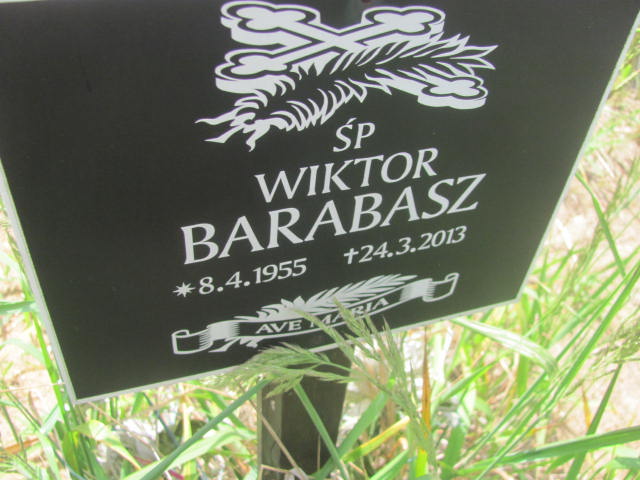 ŚP
WIKTOR
BARABASZ
*8.4.1955 †24.3.2013
AVE MARIA